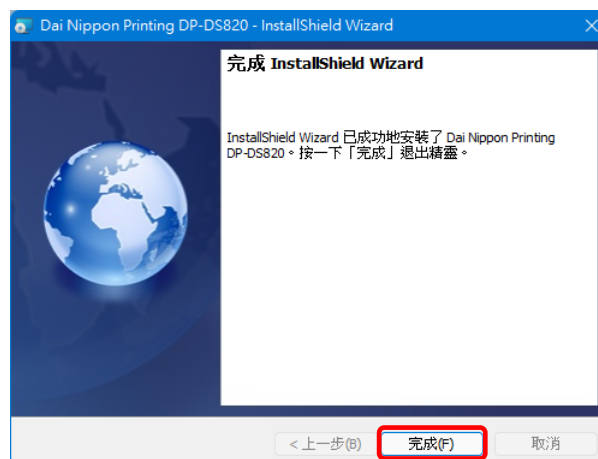 Dai Nippon Printing DP-DS820 - InstallShield Wizard
完成 InstallShield Wizard
InstallShield Wizard 已成功地安裝了 Dai Nippon Printing
DP-DS820。按一下「完成」退出精靈。
< 上一步(B)
完成(F)
取消